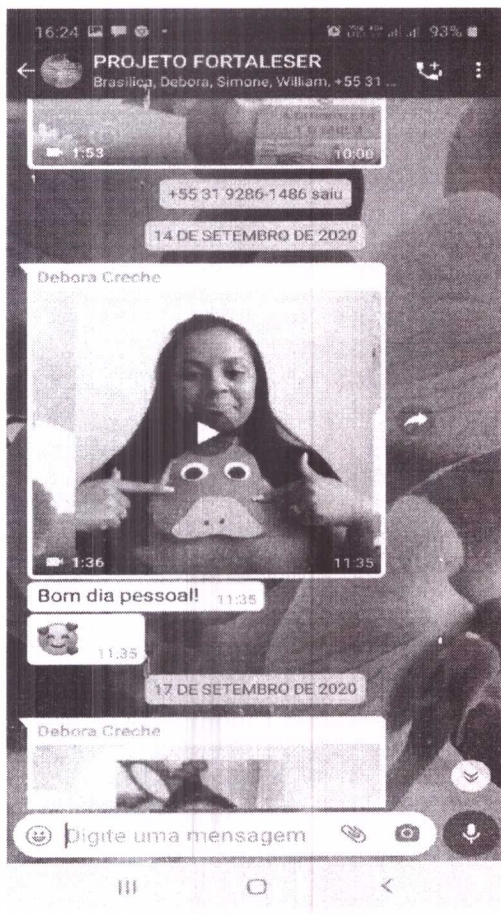 16:24 93%
PROJETO FORTALESER
Brasilica, Debora, Simone, William, +55 31 ...
1:53 10:00
+55 31 9286-1486 saiu
14 DE SETEMBRO DE 2020
Debora Creche
1:36 11:35
Bom dia pessoal! 11:35
11:35
17 DE SETEMBRO DE 2020
Debora Creche
Digite uma mensagem